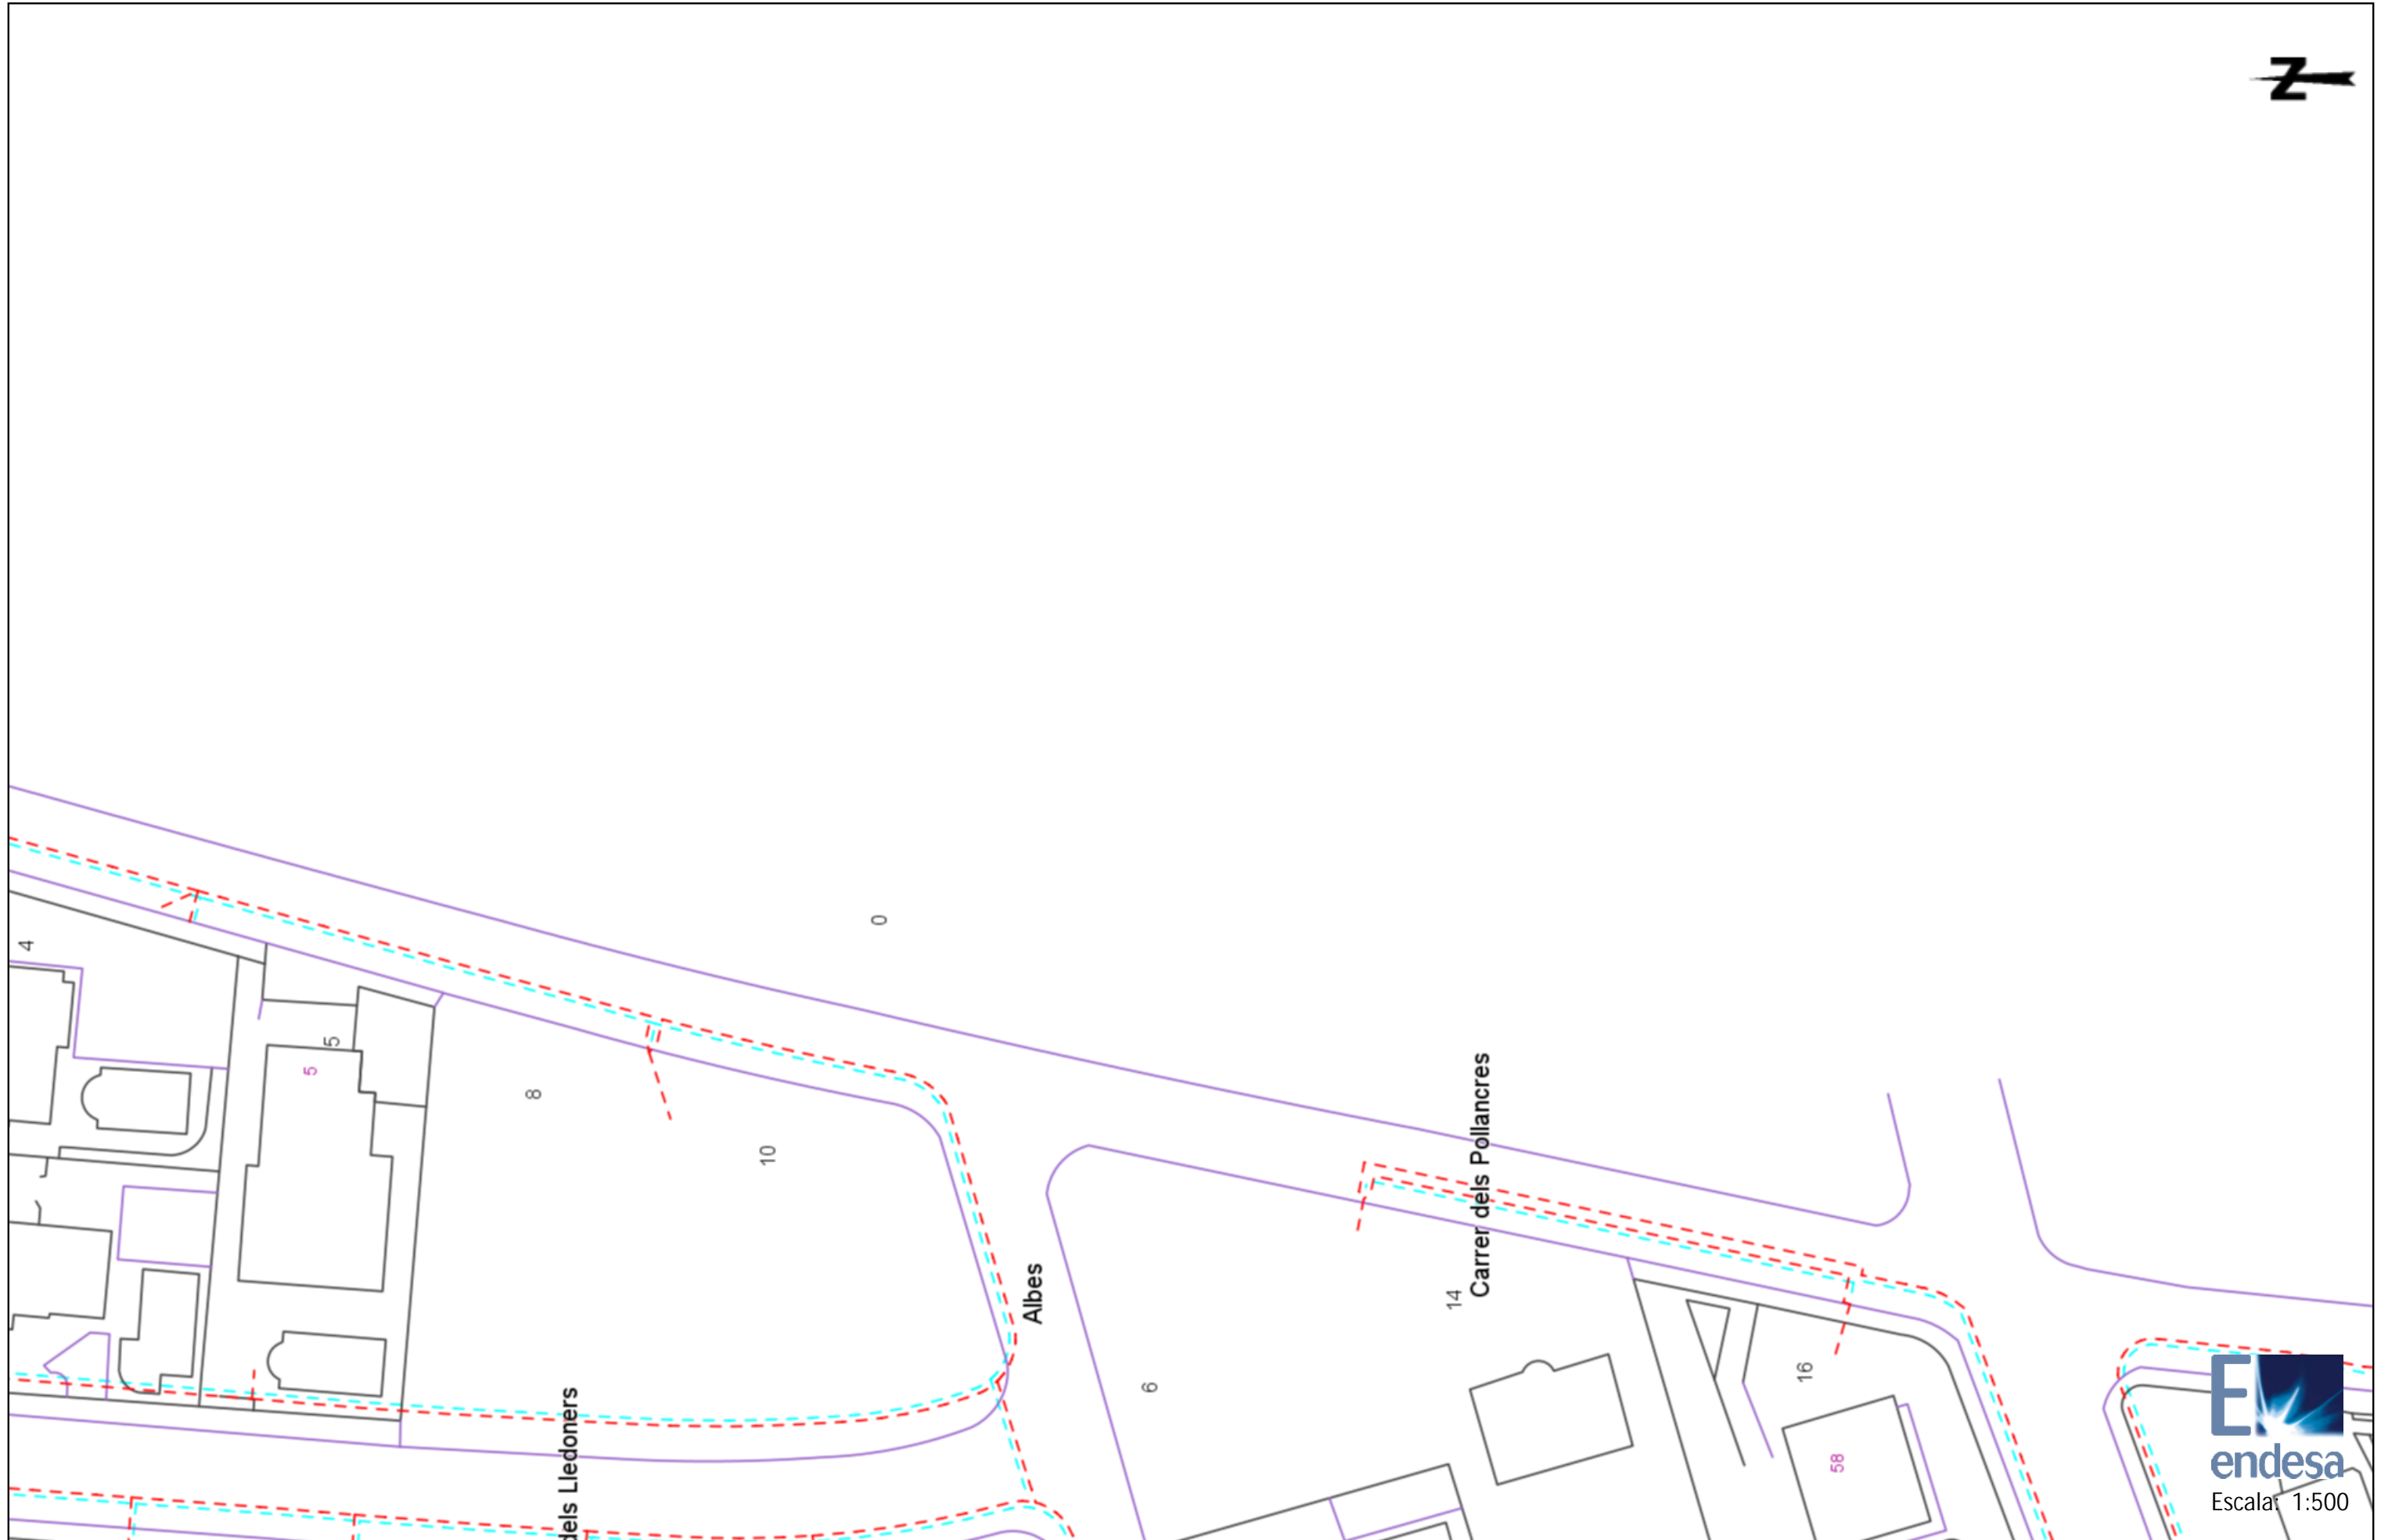 Z
0
4
5
5
8
10
Carrer dels Pollancres
Albes
14
6
16
58
dels Lledoners
E
endesa
Escala: 1:500